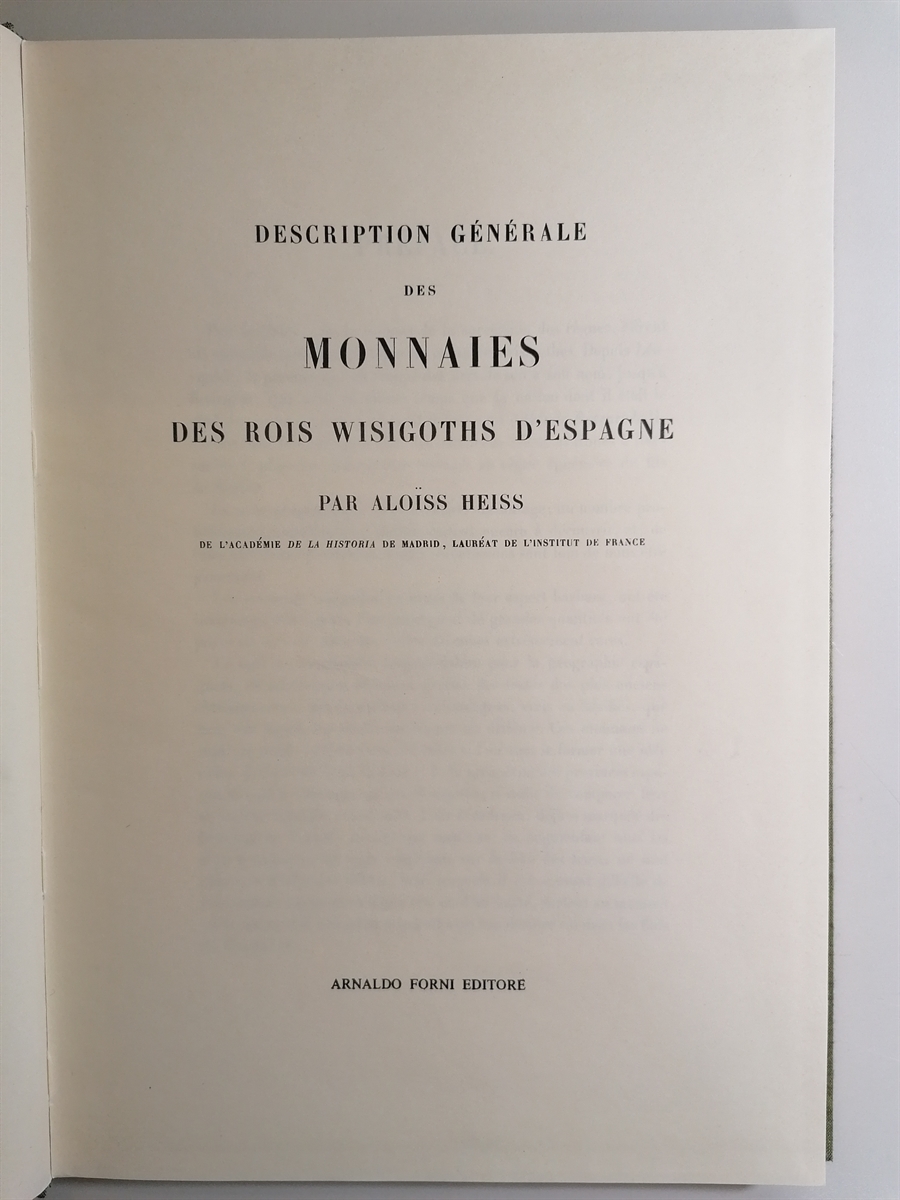 DESCRIPTION GÉNÉRALE
DES
MONNAIES
DES ROIS WISIGOTHS D'ESPAGNE
PAR ALOÏSS HEISS
DE L'ACADÉMIE DE LA HISTORIA DE MADRID, LAURÉAT DE L'INSTITUT DE FRANCE
ARNALDO FORNI EDITORE